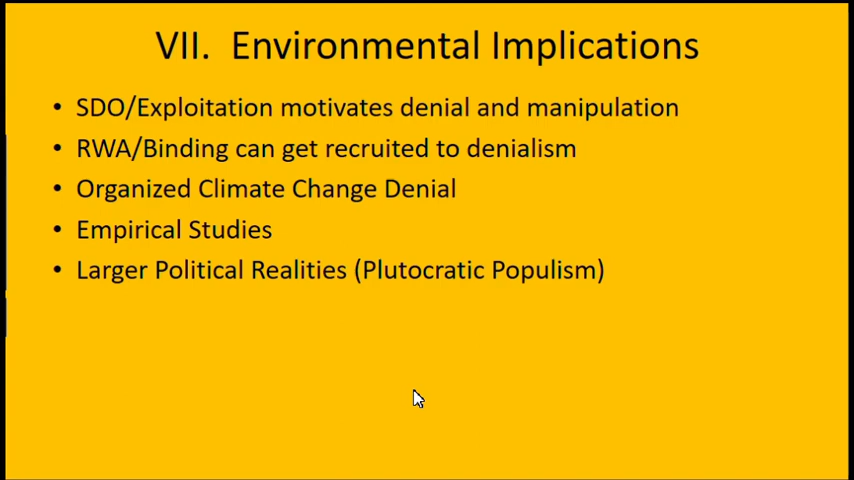 VII. Environmental Implications
• SDO/Exploitation motivates denial and manipulation
• RWA/Binding can get recruited to denialism
• Organized Climate Change Denial
• Empirical Studies
• Larger Political Realities (Plutocratic Populism)